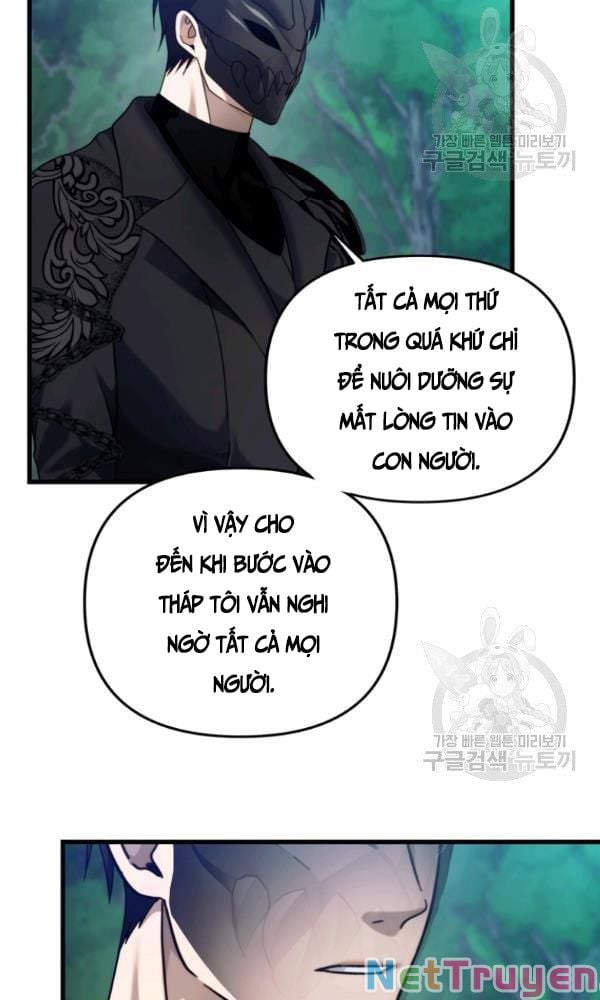 가장 빠른 웹툰 미리보기
구글검색 뉴토끼
TẤT CẢ MỌI THỨ
TRONG QUÁ KHỨ CHỈ
ĐỂ NUÔI DƯỠNG SỰ
MẤT LÒNG TIN VÀO
CON NGƯỜI.
VÌ VẬY CHO
ĐẾN KHI BƯỚC VÀO
THÁP TÔI VẪN NGHI
NGỜ TẤT CẢ MỌI
NGƯỜI.
가장 빠른 웹툰 미리보기
구글검색 뉴토끼
NetTruyen